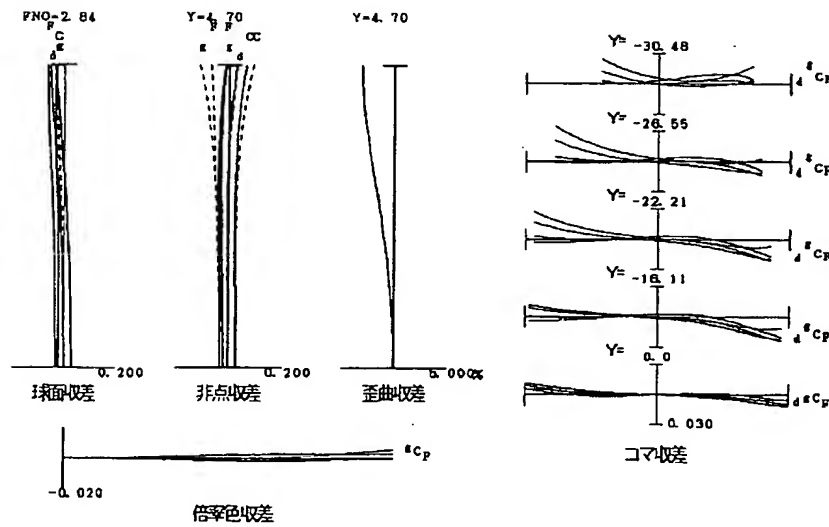 FNO=2.84
F
C
g
d
球面収差
0.200
Y=4.70
F
F
CC
g
g
d
非点収差
0.200
Y=4.70
5.000%
歪曲収差
g C F
-0.020
倍率色収差
Y= -30.48
d g C F
Y= -26.55
d g C F
Y= -22.21
d g C F
Y= -16.11
d g C F
Y= 0.0
d g C F
0.030
コマ収差